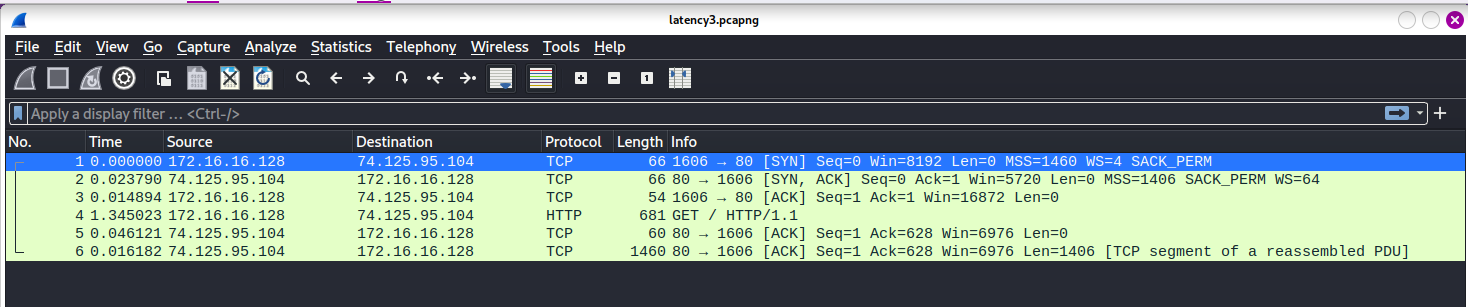 latency3.pcapng
File Edit View Go Capture Analyze Statistics Telephony Wireless Tools Help
Apply a display filter … <Ctrl-/>
No. Time Source Destination Protocol Length Info
1 0.000000 172.16.16.128 74.125.95.104 TCP 66 1606 → 80 [SYN] Seq=0 Win=8192 Len=0 MSS=1460 WS=4 SACK_PERM
2 0.023790 74.125.95.104 172.16.16.128 TCP 66 80 → 1606 [SYN, ACK] Seq=0 Ack=1 Win=5720 Len=0 MSS=1406 SACK_PERM WS=64
3 0.014894 172.16.16.128 74.125.95.104 TCP 54 1606 → 80 [ACK] Seq=1 Ack=1 Win=16872 Len=0
4 1.345023 172.16.16.128 74.125.95.104 HTTP 681 GET / HTTP/1.1
5 0.046121 74.125.95.104 172.16.16.128 TCP 60 80 → 1606 [ACK] Seq=1 Ack=628 Win=6976 Len=0
6 0.016182 74.125.95.104 172.16.16.128 TCP 1460 80 → 1606 [ACK] Seq=1 Ack=628 Win=6976 Len=1406 [TCP segment of a reassembled PDU]